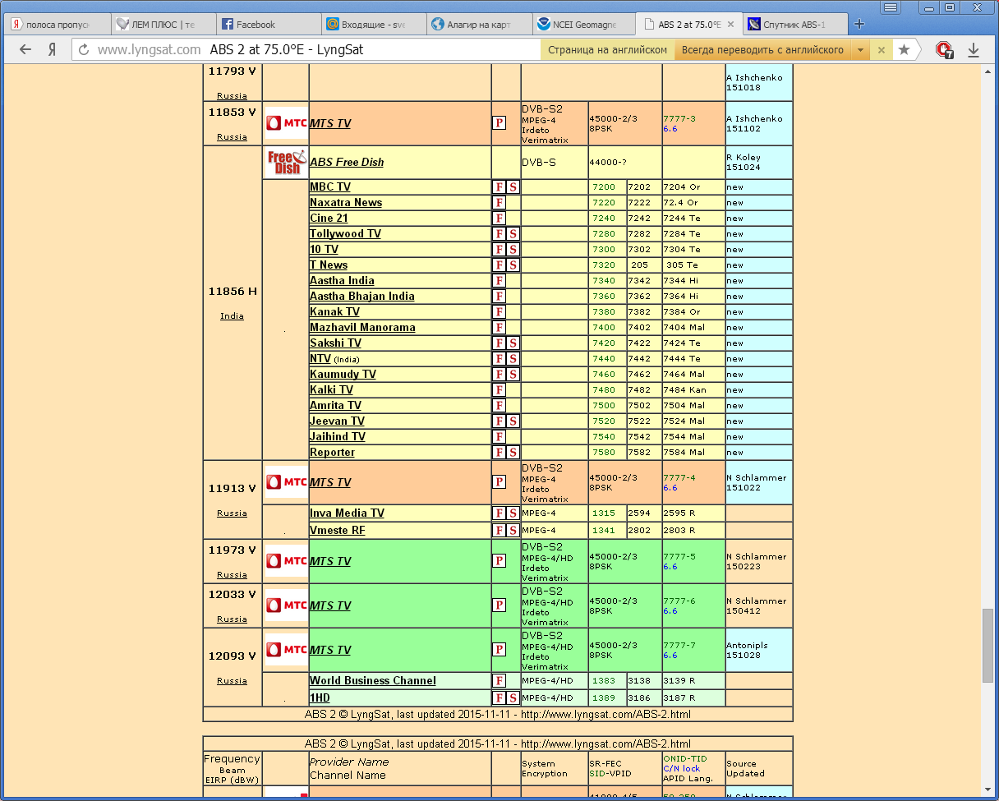 полоса пропус
ЛЕМ ПЛЮС | те
Facebook
Входящие - sve
Алагир на карт
NCEI Geomagne
ABS 2 at 75.0°E - L
Спутник ABS-1
Я www.lyngsat.com ABS 2 at 75.0°E - LyngSat
Страница на английском Всегда переводить с английского
7
11793 V
Russia
A Ishchenko
151018
11853 V
Russia
МТС MTS TV P
DVB-S2
MPEG-4
Irdeto
Verimatrix
45000-2/3
8PSK
7777-3
6.6
A Ishchenko
151102
11856 H
India
Free Dish
ABS Free Dish DVB-S 44000-?
R Koley
151024
MBC TV F S 7200 7202 7204 Or new
Naxatra News F 7220 7222 72.4 Or new
Cine 21 F 7240 7242 7244 Te new
Tollywood TV F S 7280 7282 7284 Te new
10 TV F S 7300 7302 7304 Te new
T News F S 7320 205 305 Te new
Aastha India F 7340 7342 7344 Hi new
Aastha Bhajan India F 7360 7362 7364 Hi new
Kanak TV F 7380 7382 7384 Or new
Mazhavil Manorama F 7400 7402 7404 Mal new
Sakshi TV F S 7420 7422 7424 Te new
NTV (India) F S 7440 7442 7444 Te new
Kaumudy TV F S 7460 7462 7464 Mal new
Kalki TV F 7480 7482 7484 Kan new
Amrita TV F 7500 7502 7504 Mal new
Jeevan TV F S 7520 7522 7524 Mal new
Jaihind TV F 7540 7542 7544 Mal new
Reporter F S 7580 7582 7584 Mal new
11913 V
Russia
МТС MTS TV P
DVB-S2
MPEG-4
Irdeto
Verimatrix
45000-2/3
8PSK
7777-4
6.6
N Schlammer
151022
Inva Media TV F S MPEG-4 1315 2594 2595 R
Vmeste RF F S MPEG-4 1341 2802 2803 R
11973 V
Russia
МТС MTS TV P
DVB-S2
MPEG-4/HD
Irdeto
Verimatrix
45000-2/3
8PSK
7777-5
6.6
N Schlammer
150223
12033 V
Russia
МТС MTS TV P
DVB-S2
MPEG-4/HD
Irdeto
Verimatrix
45000-2/3
8PSK
7777-6
6.6
N Schlammer
150412
12093 V
Russia
МТС MTS TV P
DVB-S2
MPEG-4/HD
Irdeto
Verimatrix
45000-2/3
8PSK
7777-7
6.6
Antonipls
151028
World Business Channel F MPEG-4/HD 1383 3138 3139 R
1HD F S MPEG-4/HD 1389 3186 3187 R
ABS 2 © LyngSat, last updated 2015-11-11 - http://www.lyngsat.com/ABS-2.html
ABS 2 © LyngSat, last updated 2015-11-11 - http://www.lyngsat.com/ABS-2.html
Frequency
Beam
EIRP (dBW)
Provider Name
Channel Name
System
Encryption
SR-FEC
SID-VPID
ONID-TID
C/N lock
APID Lang.
Source
Updated